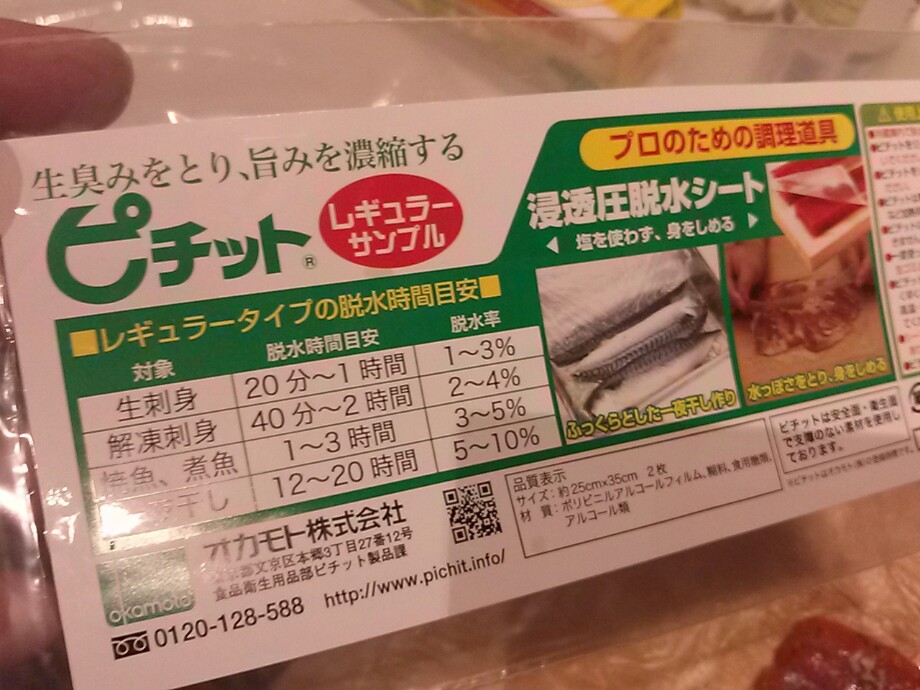 生臭みをとり、旨みを濃縮する
ピチット®
レギュラー
サンプル
■レギュラータイプの脱水時間目安■
対象 脱水時間目安 脱水率
生刺身 20分〜1時間 1〜3%
解凍刺身 40分〜2時間 2〜4%
焼魚、煮魚 1〜3時間 3〜5%
干し 12〜20時間 5〜10%
プロのための調理道具
浸透圧脱水シート
塩を使わず、身をしめる
ふっくらとした一夜干し作り
水っぽさをとり、身をしめる
okamoto
オカモト株式会社
東京都文京区本郷3丁目27番12号
食品衛生用品部ピチット製品課
0120-128-588 http://www.pichit.info/
品質表示
サイズ:約25cm×35cm 2枚
材 質:ポリビニルアルコールフィルム、糊料、食用糖類、
アルコール類
ピチットは安全面・衛生面
で支障のない素材を使用し
ております。